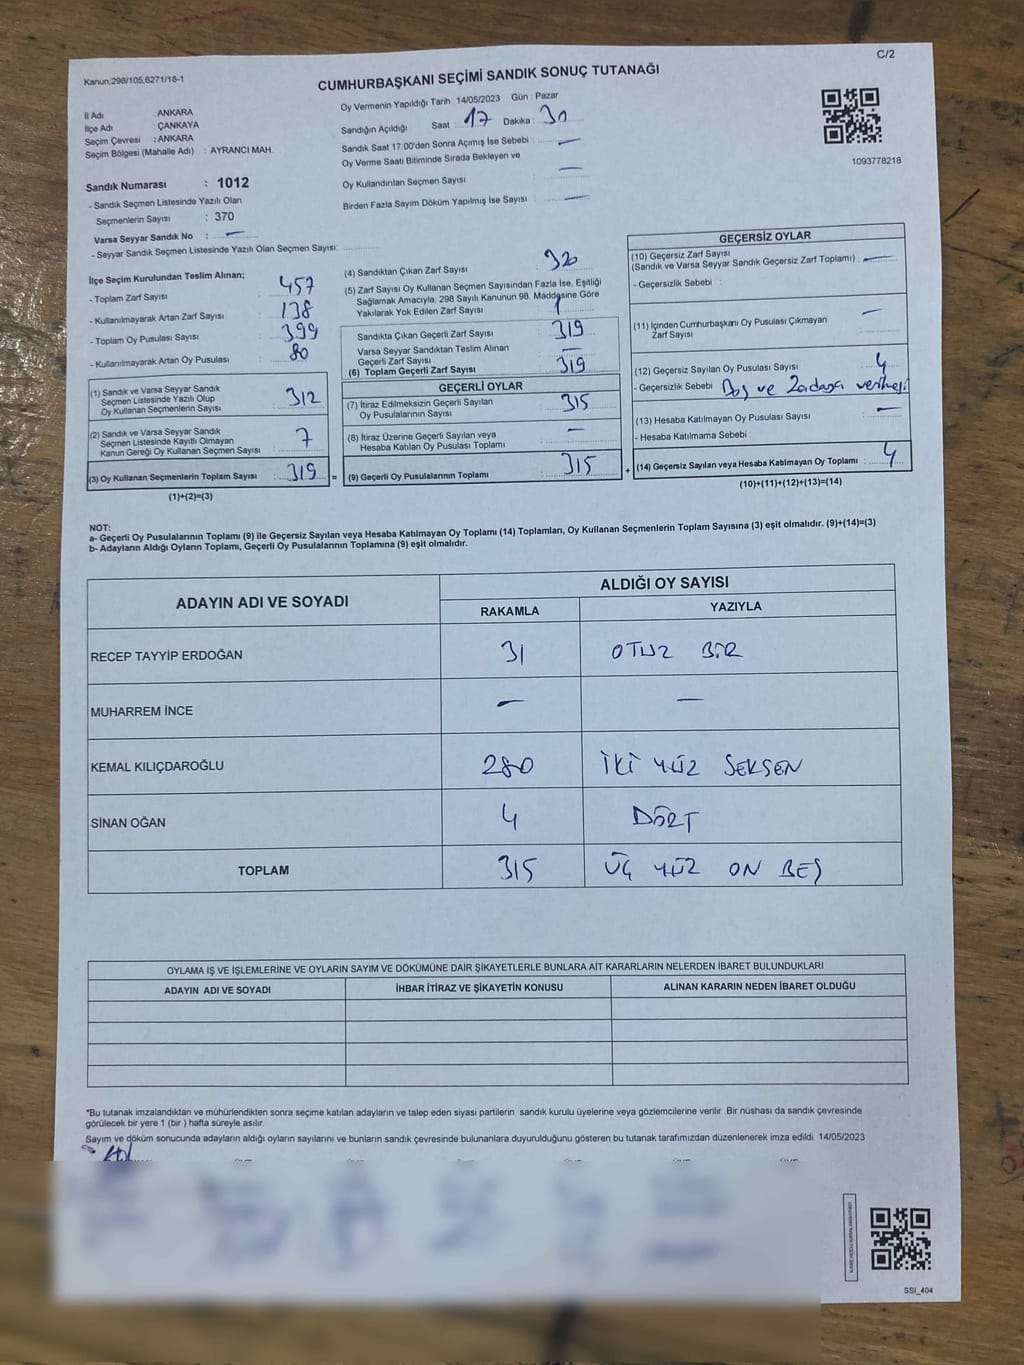 Kanun;298/105;6271/18-1
C/2
CUMHURBAŞKANI SEÇİMİ SANDIK SONUÇ TUTANAĞI
İl Adı : ANKARA
İlçe Adı : ÇANKAYA
Seçim Çevresi : ANKARA
Seçim Bölgesi (Mahalle Adı) : AYRANCI MAH.
Sandık Numarası : 1012
- Sandık Seçmen Listesinde Yazılı Olan
Seçmenlerin Sayısı : 370
Varsa Seyyar Sandık No : —
- Seyyar Sandık Seçmen Listesinde Yazılı Olan Seçmen Sayısı
Oy Vermenin Yapıldığı Tarih : 14/05/2023 Gün : Pazar
Sandığın Açıldığı Saat : 17 Dakika : 30
Sandık Saat 17:00'den Sonra Açımış İse Sebebi : —
Oy Verme Saati Bitiminde Sırada Bekleyen ve
Oy Kullandırılan Seçmen Sayısı —
Birden Fazla Sayım Döküm Yapılmış İse Sayısı —
1093778218
İlçe Seçim Kurulundan Teslim Alınan;
- Toplam Zarf Sayısı : 457
- Kullanılmayarak Artan Zarf Sayısı : 138
- Toplam Oy Pusulası Sayısı : 399
- Kullanılmayarak Artan Oy Pusulası : 80
(1) Sandık ve Varsa Seyyar Sandık
Seçmen Listesinde Yazılı Olup
Oy Kullanan Seçmenlerin Sayısı : 312
(2) Sandık ve Varsa Seyyar Sandık
Seçmen Listesinde Kayıtlı Olmayan
Kanun Gereği Oy Kullanan Seçmen Sayısı : 7
(3) Oy Kullanan Seçmenlerin Toplam Sayısı : 319 =
(1)+(2)=(3)
(4) Sandıktan Çıkan Zarf Sayısı :
(5) Zarf Sayısı Oy Kullanan Seçmen Sayısından Fazla İse, Eşitliği
Sağlamak Amacıyla; 298 Sayılı Kanunun 98. Maddesine Göre
Yakılarak Yok Edilen Zarf Sayısı : 1
Sandıkta Çıkan Geçerli Zarf Sayısı : 319
Varsa Seyyar Sandıktan Teslim Alınan
Geçerli Zarf Sayısı : —
(6) Toplam Geçerli Zarf Sayısı : 319
GEÇERLİ OYLAR
(7) İtiraz Edilmeksizin Geçerli Sayılan
Oy Pusulalarının Sayısı : 315
(8) İtiraz Üzerine Geçerli Sayılan veya
Hesaba Katılan Oy Pusulası Toplamı : —
(9) Geçerli Oy Pusulalarının Toplamı : 315 +
GEÇERSİZ OYLAR
(10) Geçersiz Zarf Sayısı
(Sandık ve Varsa Seyyar Sandık Geçersiz Zarf Toplamı) : —
- Geçersizlik Sebebi :
(11) İçinden Cumhurbaşkanı Oy Pusulası Çıkmayan
Zarf Sayısı : —
(12) Geçersiz Sayılan Oy Pusulası Sayısı : 4
- Geçersizlik Sebebi : Boş ve
(13) Hesaba Katılmayan Oy Pusulası Sayısı : —
- Hesaba Katılmama Sebebi :
(14) Geçersiz Sayılan veya Hesaba Katılmayan Oy Toplamı : 4
(10)+(11)+(12)+(13)=(14)
NOT:
a- Geçerli Oy Pusulalarının Toplamı (9) ile Geçersiz Sayılan veya Hesaba Katılmayan Oy Toplamı (14) Toplamları, Oy Kullanan Seçmenlerin Toplam Sayısına (3) eşit olmalıdır. (9)+(14)=(3)
b- Adayların Aldığı Oyların Toplamı, Geçerli Oy Pusulalarının Toplamına (9) eşit olmalıdır.
ADAYIN ADI VE SOYADI ALDIĞI OY SAYISI
RAKAMLA YAZIYLA
RECEP TAYYİP ERDOĞAN 31 OTUZ BİR
MUHARREM İNCE — —
KEMAL KILIÇDAROĞLU 280 İKİ YÜZ SEKSEN
SİNAN OĞAN 4 DÖRT
TOPLAM 315 ÜÇ YÜZ ON BEŞ
OYLAMA İŞ VE İŞLEMLERİNE VE OYLARIN SAYIM VE DÖKÜMÜNE DAİR ŞİKAYETLERLE BUNLARA AİT KARARLARIN NELERDEN İBARET BULUNDUKLARI
ADAYIN ADI VE SOYADI İHBAR İTİRAZ VE ŞİKAYETİN KONUSU ALINAN KARARIN NEDEN İBARET OLDUĞU
*Bu tutanak imzalandıktan ve mühürlendikten sonra seçime katılan adayların ve talep eden siyasi partilerin sandık kurulu üyelerine veya gözlemcilerine verilir. Bir nüshası da sandık çevresinde
görülecek bir yere 1 (bir) hafta süreyle asılır.
Sayım ve döküm sonucunda adayların aldığı oyların sayılarını ve bunların sandık çevresinde bulunanlara duyurulduğunu gösteren bu tutanak tarafımızdan düzenlenerek imza edildi. 14/05/2023
SSI_404